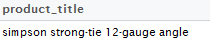 product_title
simpson strong-tie 12-gauge angle